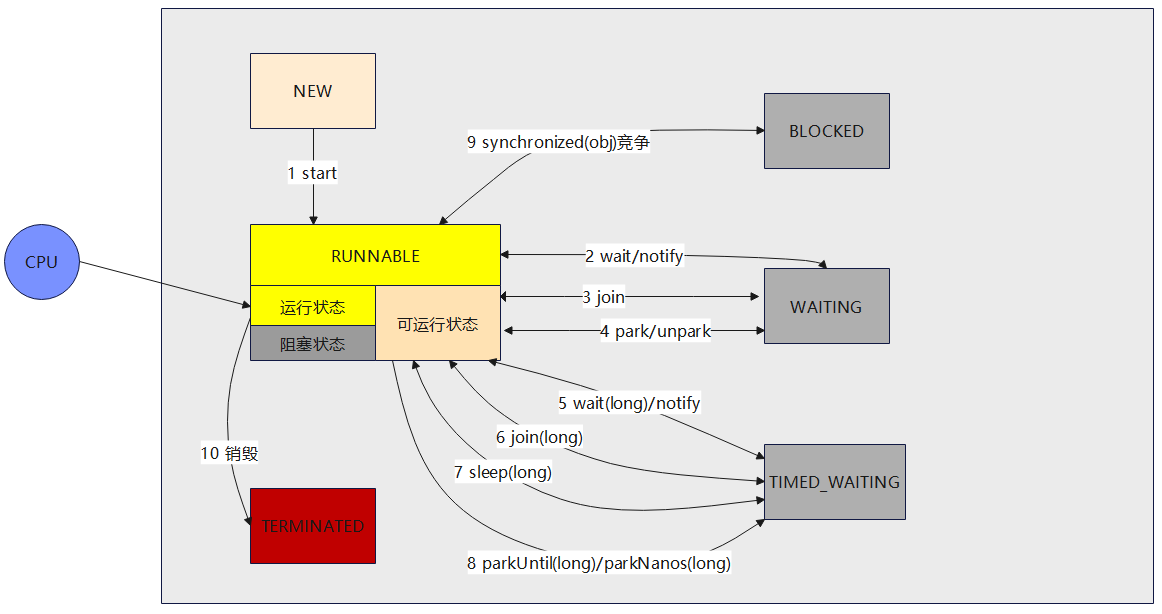 NEW
BLOCKED
9 synchronized(obj)竞争
1 start
CPU
RUNNABLE
2 wait/notify
3 join
运行状态
可运行状态
WAITING
4 park/unpark
阻塞状态
5 wait(long)/notify
6 join(long)
10 销毁
7 sleep(long)
TIMED_WAITING
TERMINATED
8 parkUntil(long)/parkNanos(long)